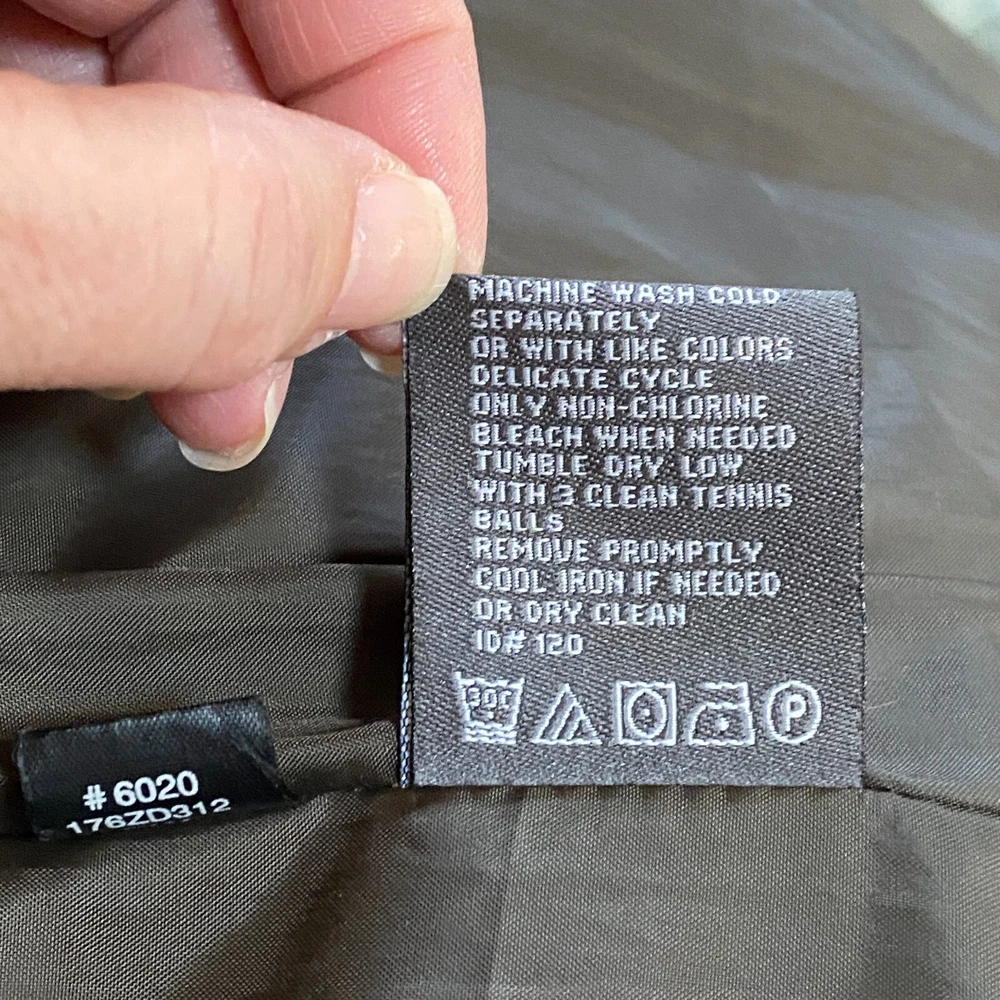 MACHINE WASH COLD
SEPARATELY
OR WITH LIKE COLORS
DELICATE CYCLE
ONLY NON-CHLORINE
BLEACH WHEN NEEDED
TUMBLE DRY LOW
WITH 3 CLEAN TENNIS
BALLS
REMOVE PROMPTLY
COOL IRON IF NEEDED
OR DRY CLEAN
ID# 120
30C
P
# 6020
176ZD312